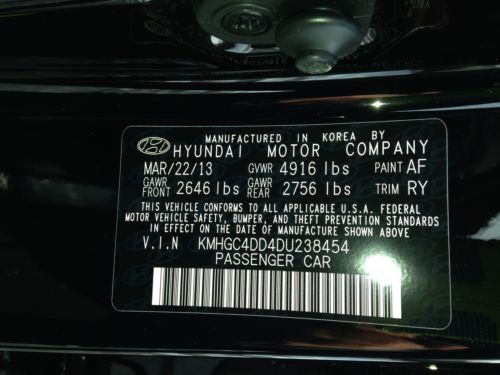 MANUFACTURED IN KOREA BY
HYUNDAI MOTOR COMPANY
MAR/22/13 GVWR 4916 lbs PAINT AF
GAWR FRONT 2646 lbs GAWR REAR 2756 lbs TRIM RY
THIS VEHICLE CONFORMS TO ALL APPLICABLE U.S.A. FEDERAL
MOTOR VEHICLE SAFETY, BUMPER, AND THEFT PREVENTION STANDARDS
IN EFFECT ON THE DATE OF MANUFACTURE SHOWN ABOVE
V.I.N KMHGC4DD4DU238454
PASSENGER CAR